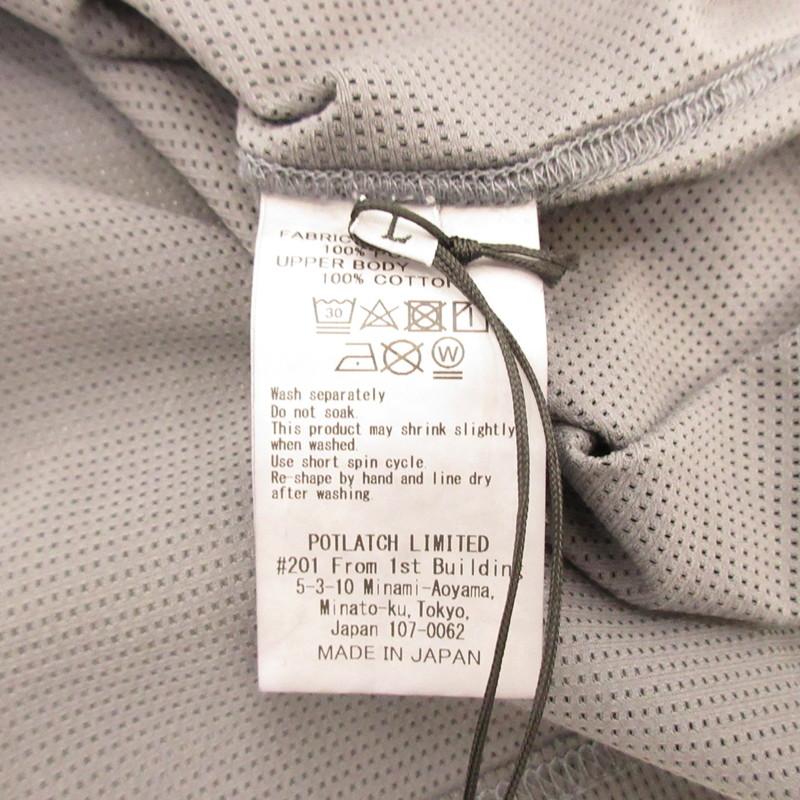 L
FABRIC
100%
UPPER BODY
100% COTTON
30
W
Wash separately
Do not soak.
This product may shrink slightly
when washed.
Use short spin cycle.
Re-shape by hand and line dry
after washing.
POTLATCH LIMITED
#201 From 1st Building
5-3-10 Minami-Aoyama,
Minato-ku, Tokyo,
Japan 107-0062
MADE IN JAPAN